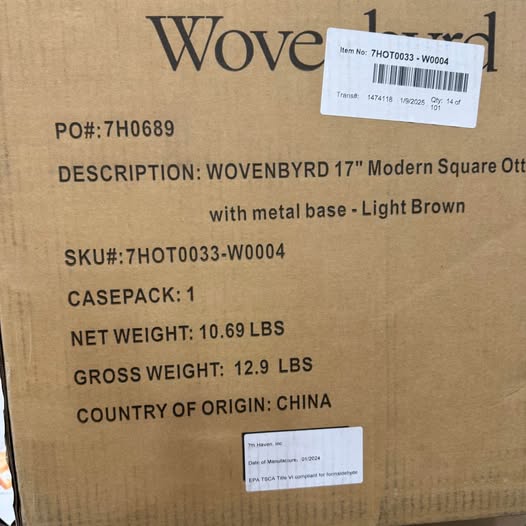 Wove rd
Item No: 7HOT0033 - W0004
Trans#: 1474118 1/9/2025 Qty: 14 of
101
PO#:7H0689
DESCRIPTION: WOVENBYRD 17" Modern Square Ott
with metal base - Light Brown
SKU#:7HOT0033-W0004
CASEPACK: 1
NET WEIGHT: 10.69 LBS
GROSS WEIGHT: 12.9 LBS
COUNTRY OF ORIGIN: CHINA
7th Haven, inc
Date of Manufacture: 01/2024
EPA TSCA Title VI compliant for formaldehyde